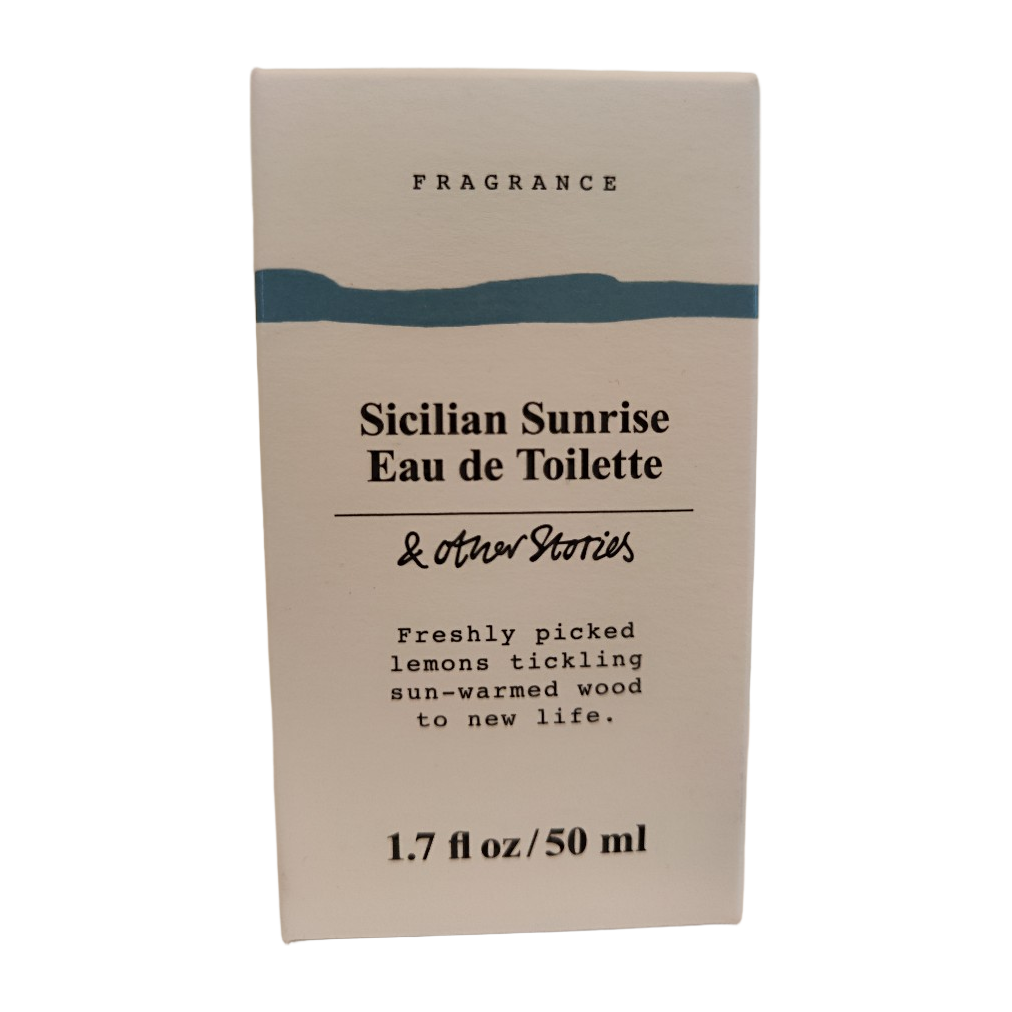 FRAGRANCE
Sicilian Sunrise
Eau de Toilette
& other Stories
Freshly picked
lemons tickling
sun-warmed wood
to new life.
1.7 fl oz/50 ml